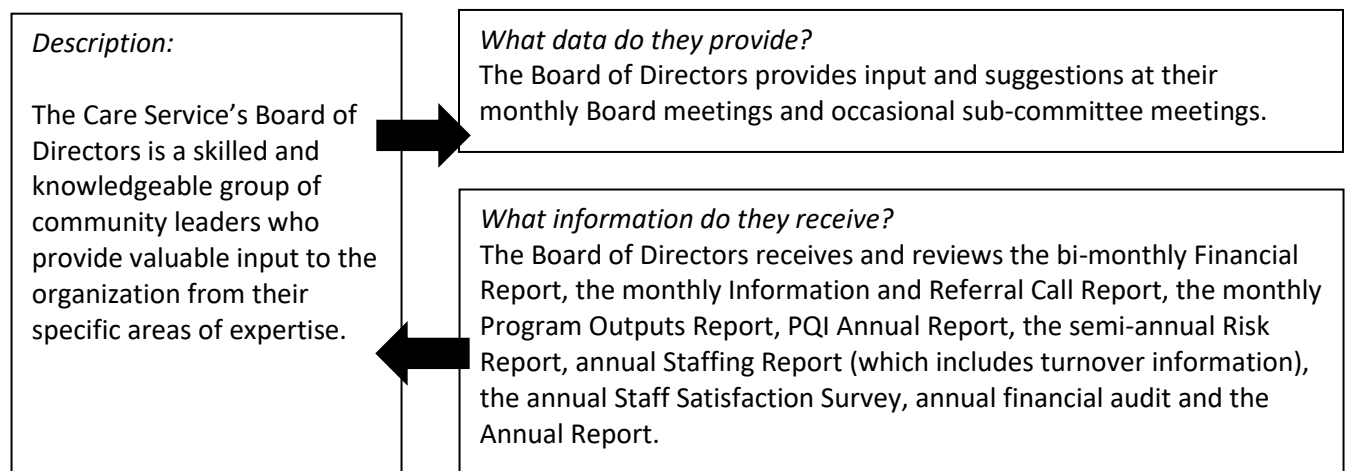 Description:
The Care Service’s Board of
Directors is a skilled and
knowledgeable group of
community leaders who
provide valuable input to the
organization from their
specific areas of expertise.
What data do they provide?
The Board of Directors provides input and suggestions at their
monthly Board meetings and occasional sub-committee meetings.
What information do they receive?
The Board of Directors receives and reviews the bi-monthly Financial
Report, the monthly Information and Referral Call Report, the monthly
Program Outputs Report, PQI Annual Report, the semi-annual Risk
Report, annual Staffing Report (which includes turnover information),
the annual Staff Satisfaction Survey, annual financial audit and the
Annual Report.